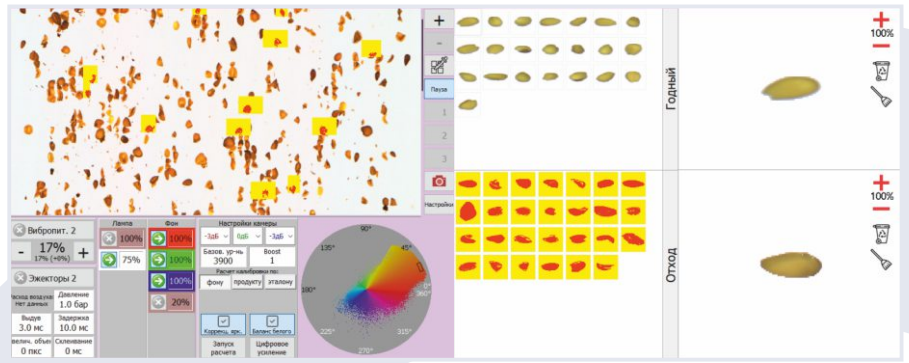 +
-
Пауза
1
2
3
Настройки
Вибропит. 2
- 17% +
17% (+0%)
Эжекторы 2
Расход воздуха
Нет данных
Давление
1.0 бар
Выдув
3.0 мс
Задержка
10.0 мс
велич. объек
0 пкс
Склеивание
0 мс
Лампа
100%
75%
Фон
100%
100%
100%
20%
Настройки камеры
-3дБ 0дБ -3дБ
Базов. ур-нь
3900
Boost
1
Расчет калибровки по:
фону продукту эталону
Коррекц. ярк.
Баланс белого
Запуск
расчета
Цифровое
усиление
90°
135°
45°
180°
0°
360°
225°
315°
270°
Годный
100%
Отход
100%